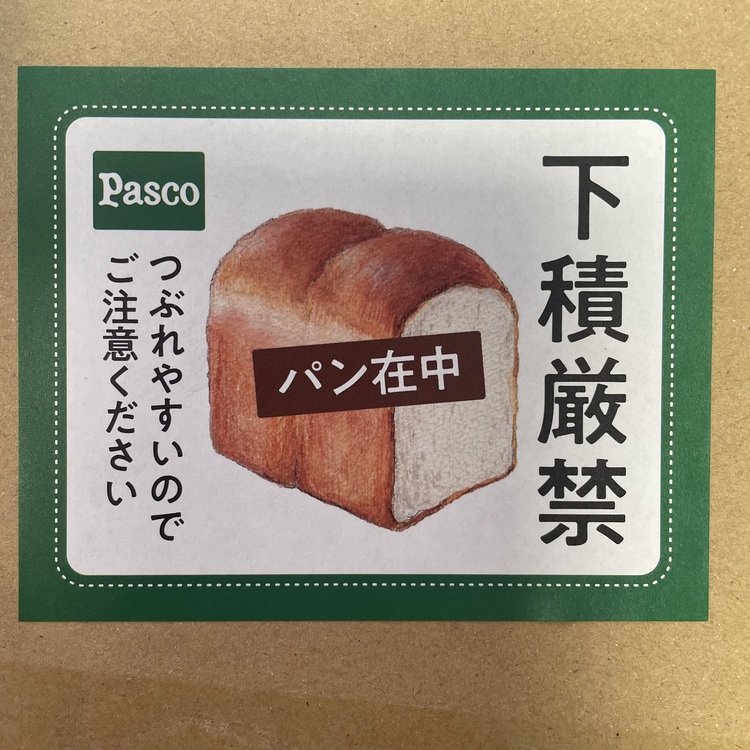 下積厳禁
パン在中
Pasco
つぶれやすいので
ご注意ください